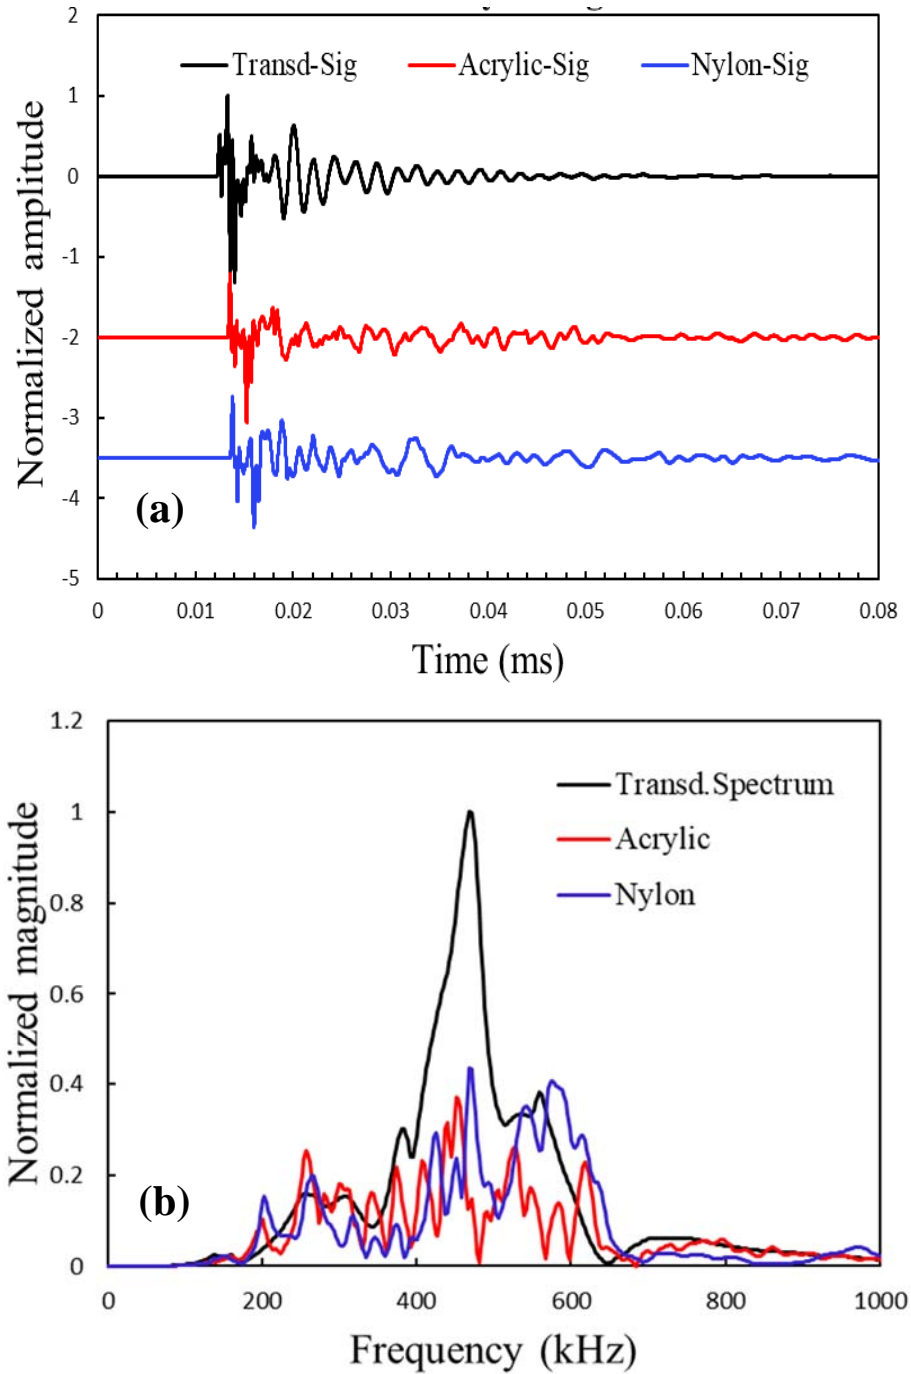 2
Transd-Sig Acrylic-Sig Nylon-Sig
1
0
-1
-2
-3
-4
-5
Normalized amplitude
(a)
0 0.01 0.02 0.03 0.04 0.05 0.06 0.07 0.08
Time (ms)
1.2
1
0.8
0.6
0.4
0.2
0
Normalized magnitude
Transd.Spectrum
Acrylic
Nylon
(b)
0 200 400 600 800 1000
Frequency (kHz)